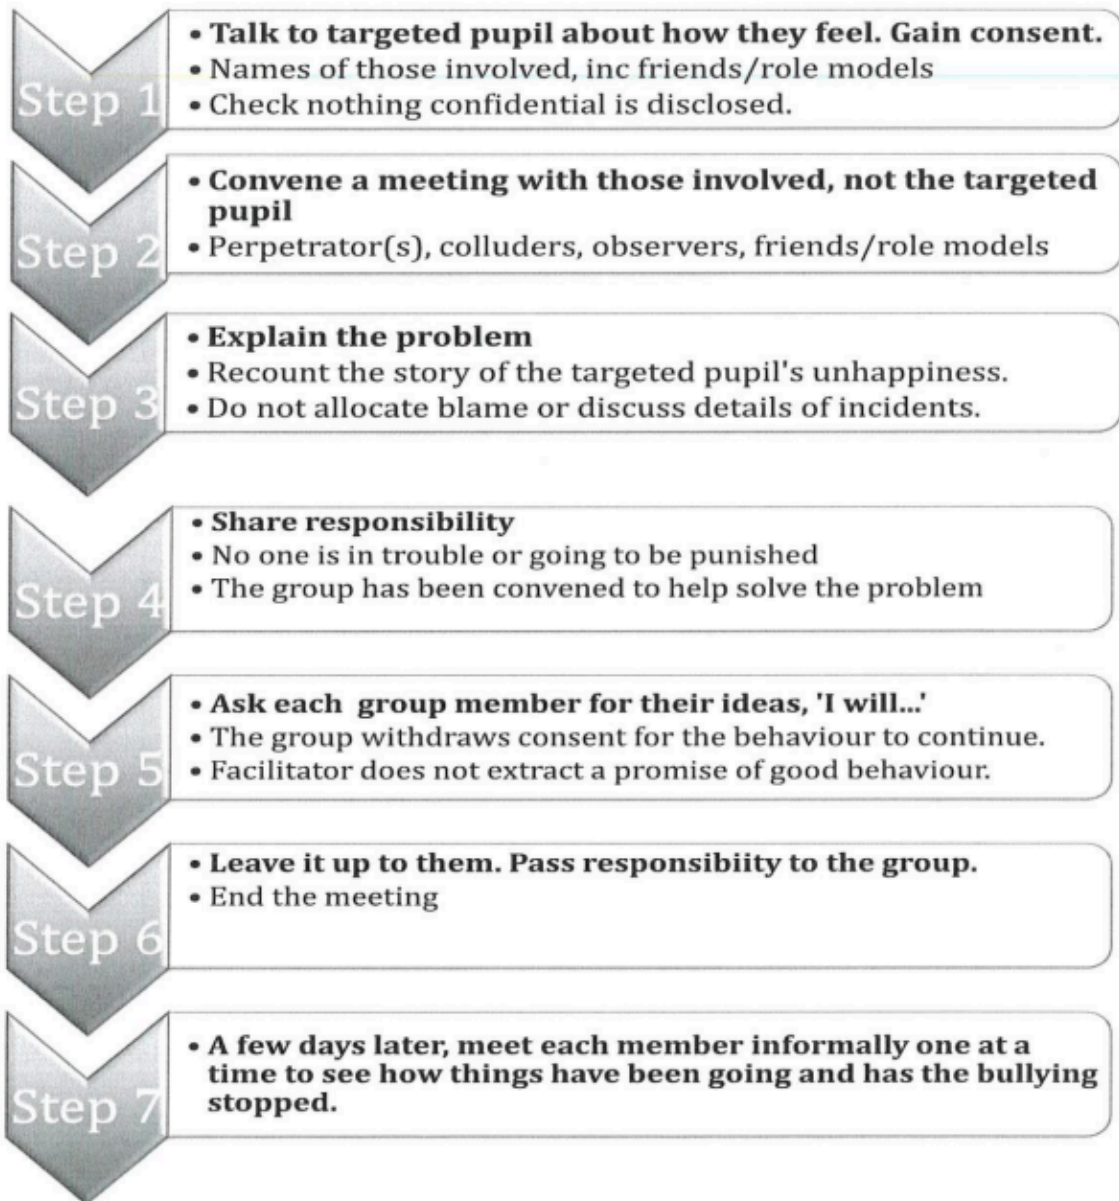 Step 1
• Talk to targeted pupil about how they feel. Gain consent.
• Names of those involved, inc friends/role models
• Check nothing confidential is disclosed.
Step 2
• Convene a meeting with those involved, not the targeted
pupil
• Perpetrator(s), colluders, observers, friends/role models
Step 3
• Explain the problem
• Recount the story of the targeted pupil's unhappiness.
• Do not allocate blame or discuss details of incidents.
Step 4
• Share responsibility
• No one is in trouble or going to be punished
• The group has been convened to help solve the problem
Step 5
• Ask each group member for their ideas, 'I will...'
• The group withdraws consent for the behaviour to continue.
• Facilitator does not extract a promise of good behaviour.
Step 6
• Leave it up to them. Pass responsibiity to the group.
• End the meeting
Step 7
• A few days later, meet each member informally one at a
time to see how things have been going and has the bullying
stopped.